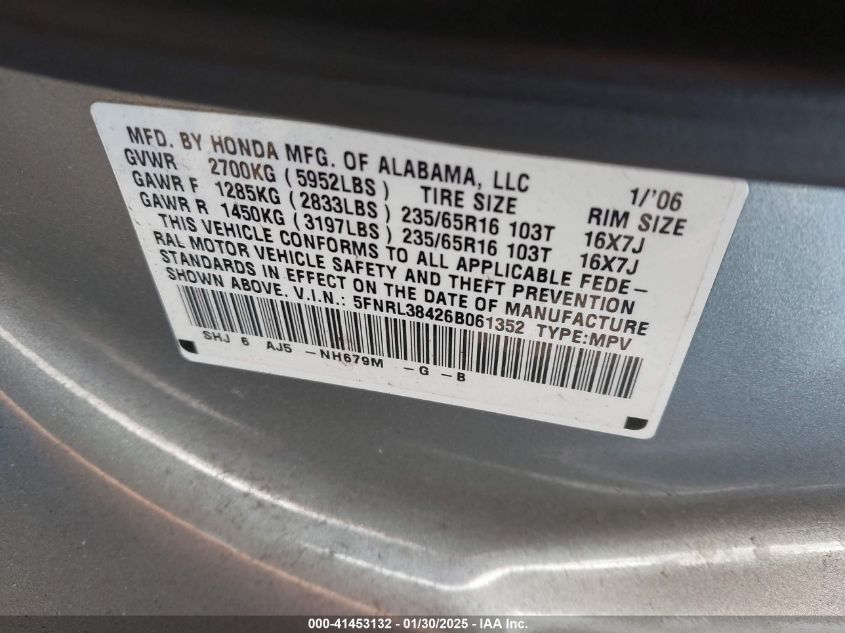 MFD. BY HONDA MFG. OF ALABAMA, LLC 1/'06
GVWR 2700KG (5952LBS) TIRE SIZE RIM SIZE
GAWR F 1285KG (2833LBS) 235/65R16 103T 16X7J
GAWR R 1450KG (3197LBS) 235/65R16 103T 16X7J
THIS VEHICLE CONFORMS TO ALL APPLICABLE FEDE-
RAL MOTOR VEHICLE SAFETY AND THEFT PREVENTION
STANDARDS IN EFFECT ON THE DATE OF MANUFACTURE
SHOWN ABOVE. V.I.N.: 5FNRL38426B061352 TYPE:MPV
SHJ 6 AJ5 -NH679M -G -B
000-41453132 - 01/30/2025 - IAA Inc.